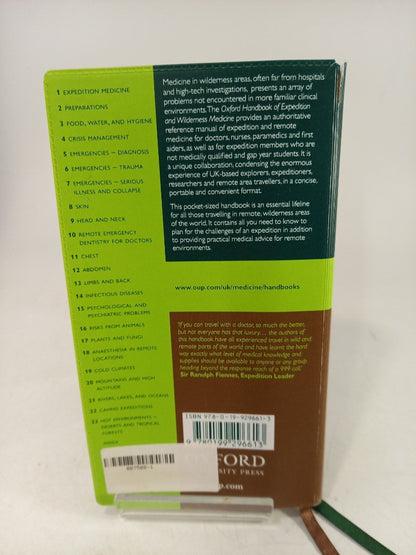 1 EXPEDITION MEDICINE
2 PREPARATIONS
3 FOOD, WATER, AND HYGIENE
4 CRISIS MANAGEMENT
5 EMERGENCIES – DIAGNOSIS
6 EMERGENCIES – TRAUMA
7 EMERGENCIES – SERIOUS
ILLNESS AND COLLAPSE
8 SKIN
9 HEAD AND NECK
10 REMOTE EMERGENCY
DENTISTRY FOR DOCTORS
11 CHEST
12 ABDOMEN
13 LIMBS AND BACK
14 INFECTIOUS DISEASES
15 PSYCHOLOGICAL AND
PSYCHIATRIC PROBLEMS
16 RISKS FROM ANIMALS
17 PLANTS AND FUNGI
18 ANAESTHESIA IN REMOTE
LOCATIONS
19 COLD CLIMATES
20 MOUNTAINS AND HIGH
ALTITUDE
21 RIVERS, LAKES, AND OCEANS
22 CAVING EXPEDITIONS
23 HOT ENVIRONMENTS –
DESERTS AND TROPICAL
FORESTS
INDEX
Medicine in wilderness areas, often far from hospitals
and high-tech investigations, presents an array of
problems not encountered in more familiar clinical
environments. The Oxford Handbook of Expedition
and Wilderness Medicine provides an authoritative
reference manual of expedition and remote
medicine for doctors, nurses, paramedics and first
aiders, as well as for expedition members who are
not medically qualified and gap year students. It is
a unique collaboration, condensing the enormous
experience of UK-based explorers, expeditioners,
researchers and remote area travellers, in a concise,
portable and convenient format.
This pocket-sized handbook is an essential lifeline
for all those travelling in remote, wilderness areas
of the world. It contains all you need to know to
plan for the challenges of an expedition in addition
to providing practical medical advice for remote
environments.
www.oup.com/uk/medicine/handbooks
'If you can travel with a doctor, so much the better,
but not everyone has that luxury.... the authors of
this handbook have all experienced travel in wild and
remote parts of the world and have learnt the hard
way exactly what level of medical knowledge and
supplies should be available to anyone or any group
heading beyond the response reach of a 999 call.'
Sir Ranulph Fiennes, Expedition Leader
ISBN 978-0-19-929661-3
9 780199 296613
007500-1
FORD
SITY PRESS
p.com